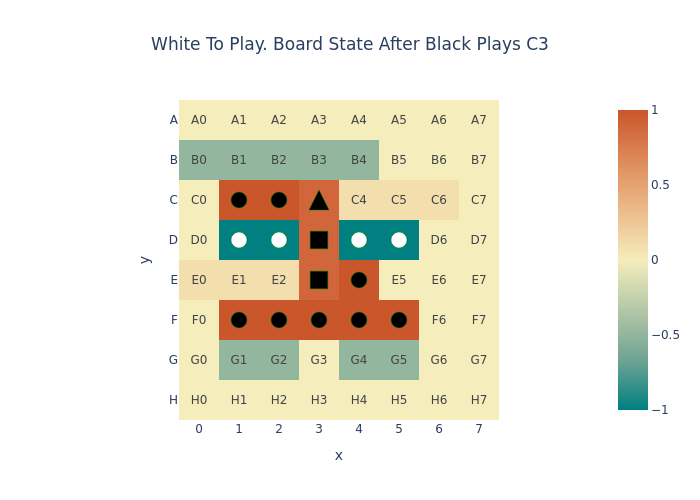 White To Play. Board State After Black Plays C3
A A0 A1 A2 A3 A4 A5 A6 A7
B B0 B1 B2 B3 B4 B5 B6 B7
C C0 C4 C5 C6 C7
D D0 D6 D7
E E0 E1 E2 E5 E6 E7
F F0 F6 F7
G G0 G1 G2 G3 G4 G5 G6 G7
H H0 H1 H2 H3 H4 H5 H6 H7
0 1 2 3 4 5 6 7
x
y
1
0.5
0
−0.5
−1